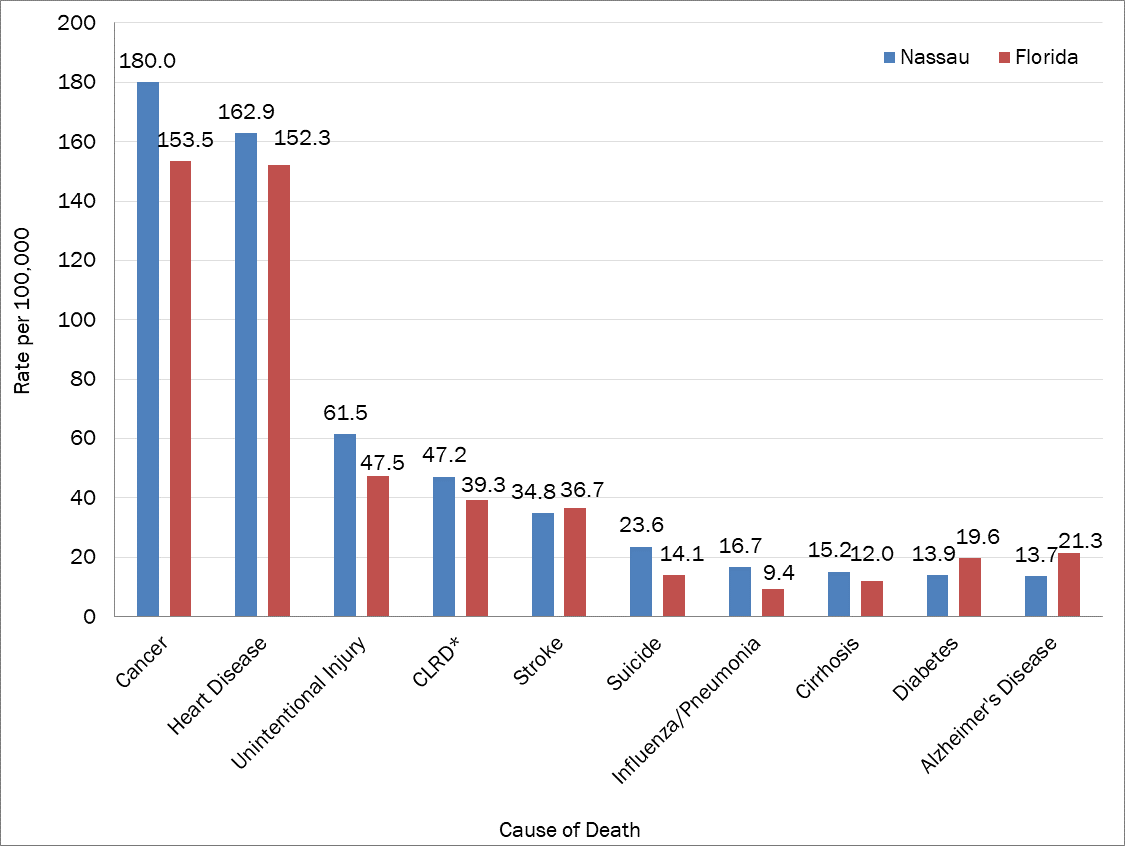 200
180
160
140
120
100
80
60
40
20
0
Rate per 100,000
Nassau Florida
180.0 153.5
162.9 152.3
61.5 47.5
47.2 39.3
34.8 36.7
23.6 14.1
16.7 9.4
15.2 12.0
13.9 19.6
13.7 21.3
Cancer
Heart Disease
Unintentional Injury
CLRD*
Stroke
Suicide
Influenza/Pneumonia
Cirrhosis
Diabetes
Alzheimer's Disease
Cause of Death